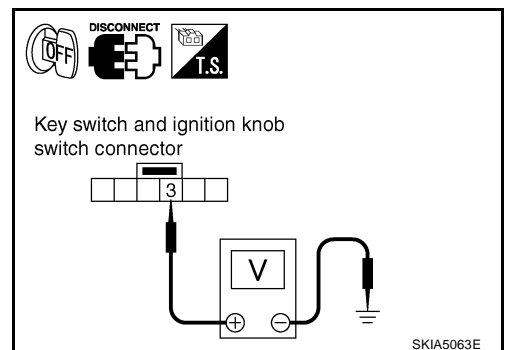 OFF
DISCONNECT
T.S.
Key switch and ignition knob
switch connector
3
V
+ −
SKIA5063E